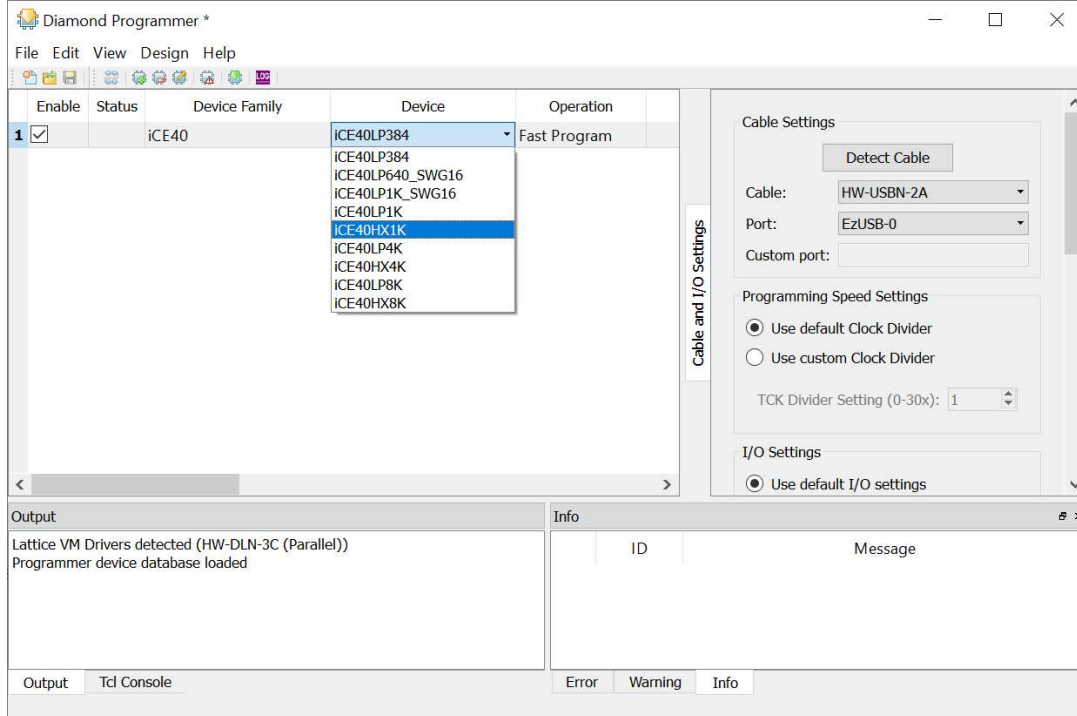 Diamond Programmer *
File Edit View Design Help
LOG
Enable Status Device Family Device Operation
1 iCE40 iCE40LP384 Fast Program
iCE40LP384
iCE40LP640_SWG16
iCE40LP1K_SWG16
iCE40LP1K
iCE40HX1K
iCE40LP4K
iCE40HX4K
iCE40LP8K
iCE40HX8K
Cable and I/O Settings
Cable Settings
Detect Cable
Cable: HW-USBN-2A
Port: EzUSB-0
Custom port:
Programming Speed Settings
Use default Clock Divider
Use custom Clock Divider
TCK Divider Setting (0-30x): 1
I/O Settings
Use default I/O settings
Output
Lattice VM Drivers detected (HW-DLN-3C (Parallel))
Programmer device database loaded
Output Tcl Console
Info
ID Message
Error Warning Info